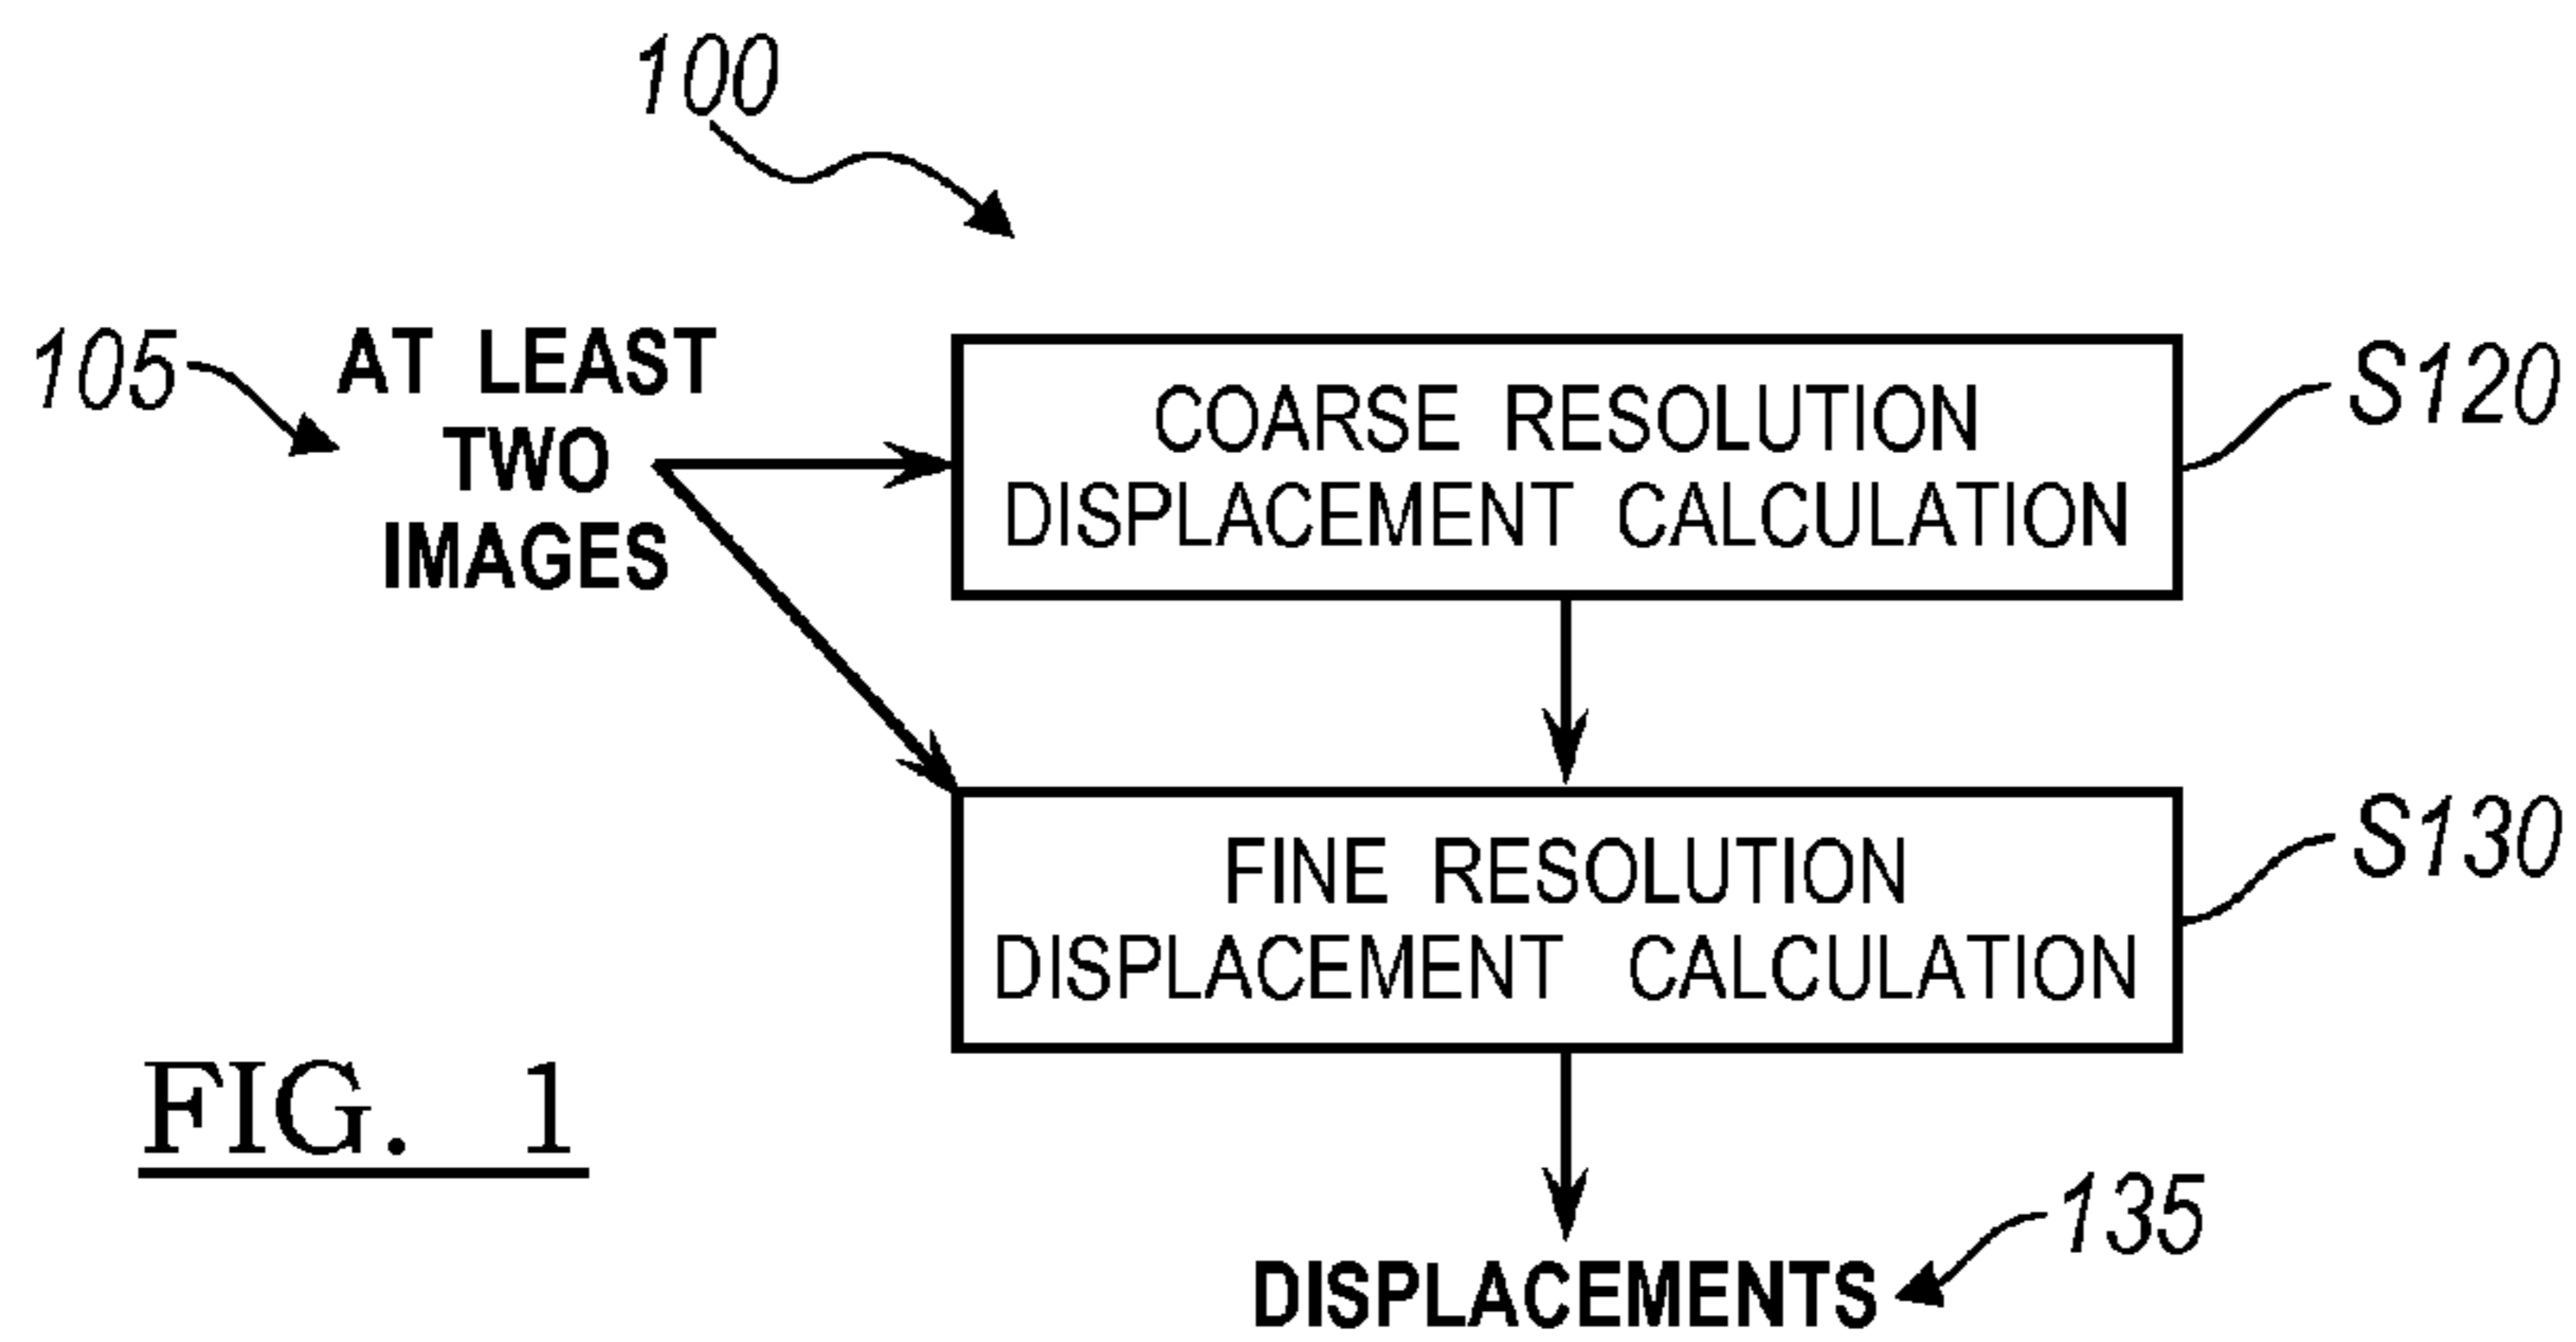 100
105
AT LEAST
TWO
IMAGES
COARSE RESOLUTION
DISPLACEMENT CALCULATION
S120
FINE RESOLUTION
DISPLACEMENT CALCULATION
S130
FIG. 1
DISPLACEMENTS
135